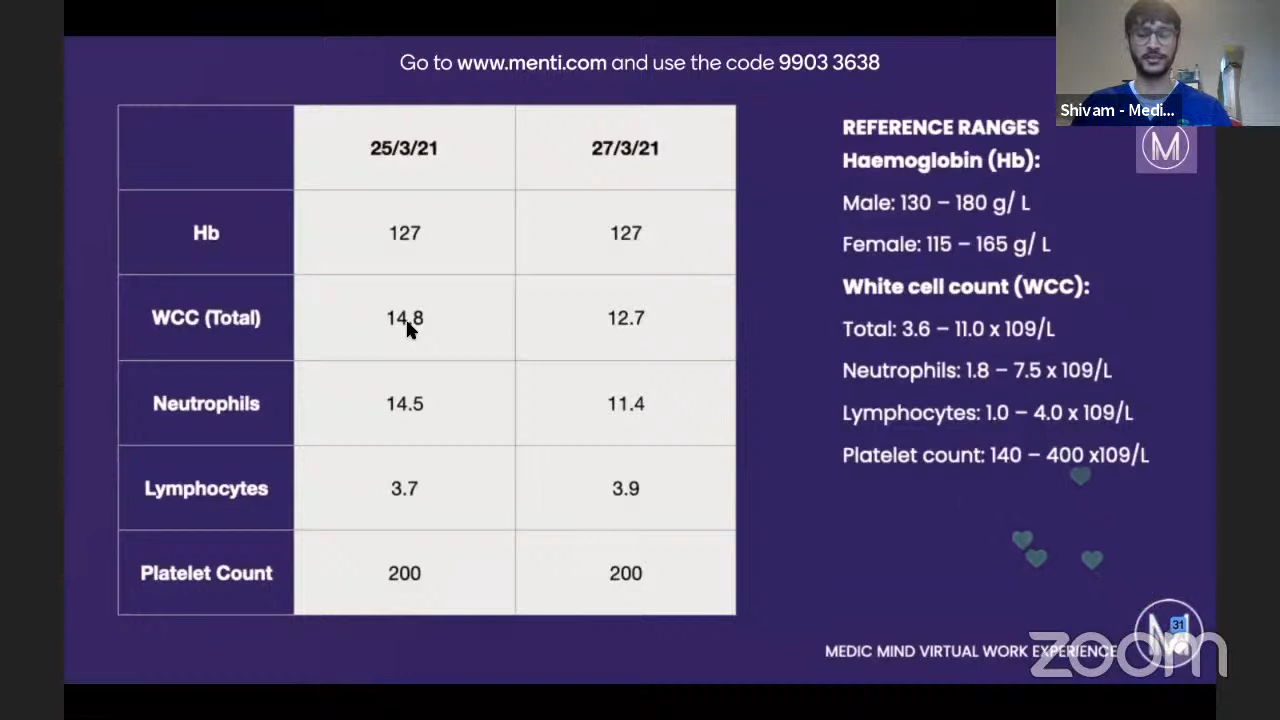 Go to www.menti.com and use the code 9903 3638
Shivam - Medi...
25/3/21 27/3/21
Hb 127 127
WCC (Total) 14.8 12.7
Neutrophils 14.5 11.4
Lymphocytes 3.7 3.9
Platelet Count 200 200
REFERENCE RANGES
Haemoglobin (Hb):
Male: 130 – 180 g/ L
Female: 115 – 165 g/ L
White cell count (WCC):
Total: 3.6 – 11.0 x 109/L
Neutrophils: 1.8 – 7.5 x 109/L
Lymphocytes: 1.0 – 4.0 x 109/L
Platelet count: 140 – 400 x109/L
M
31
MEDIC MIND VIRTUAL WORK EXPERIENCE
M
zoom